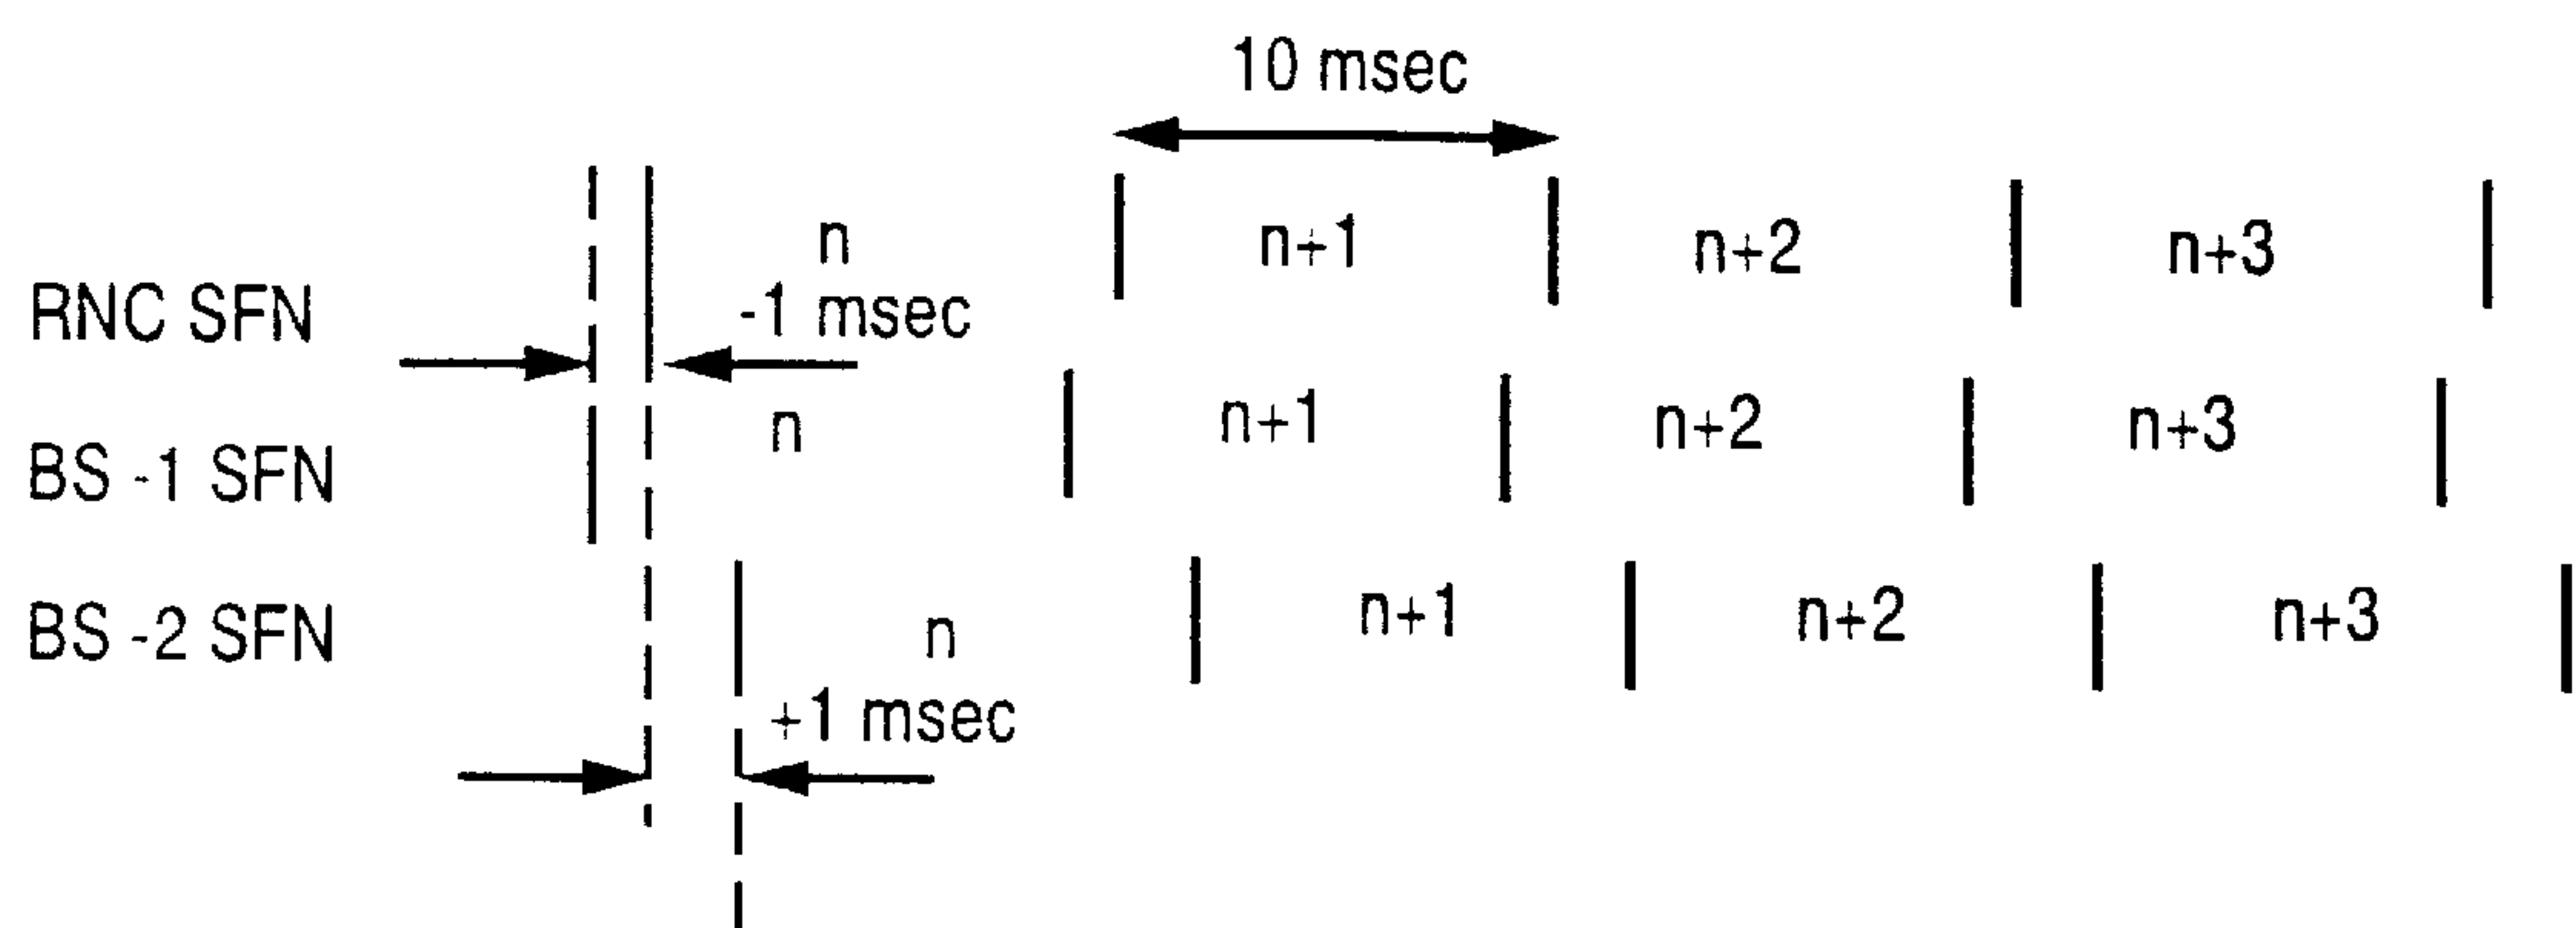 10 msec
RNC SFN
n
-1 msec
n+1
n+2
n+3
BS -1 SFN
n
n+1
n+2
n+3
BS -2 SFN
n
+1 msec
n+1
n+2
n+3